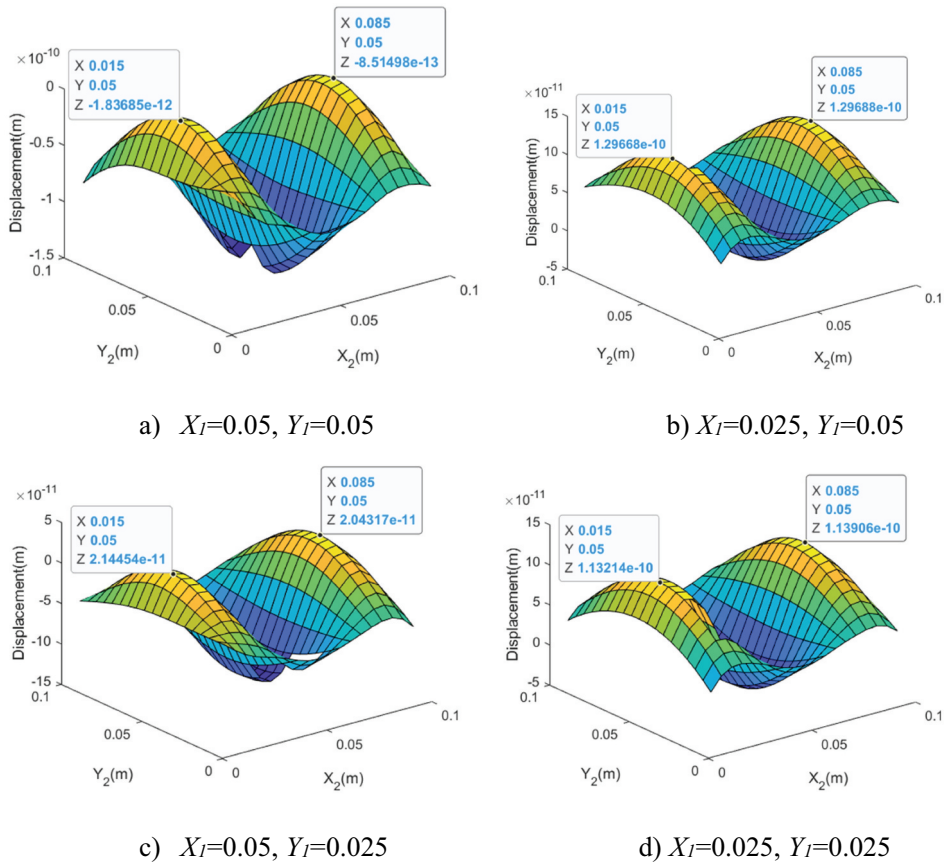 ×10⁻¹⁰
X 0.015
Y 0.05
Z -1.83685e-12
X 0.085
Y 0.05
Z -8.51498e-13
Displacement(m)
0
-0.5
-1
-1.5
0.1
0.05
0
Y₂(m)
0
0.05
0.1
X₂(m)
a) X₁=0.05, Y₁=0.05
×10⁻¹¹
X 0.015
Y 0.05
Z 1.29668e-10
X 0.085
Y 0.05
Z 1.29688e-10
Displacement(m)
15
10
5
0
-5
0.1
0.05
0
Y₂(m)
0
0.05
0.1
X₂(m)
b) X₁=0.025, Y₁=0.05
×10⁻¹¹
X 0.015
Y 0.05
Z 2.14454e-11
X 0.085
Y 0.05
Z 2.04317e-11
Displacement(m)
5
0
-5
-10
-15
0.1
0.05
0
Y₂(m)
0
0.05
0.1
X₂(m)
c) X₁=0.05, Y₁=0.025
×10⁻¹¹
X 0.015
Y 0.05
Z 1.13214e-10
X 0.085
Y 0.05
Z 1.13906e-10
Displacement(m)
15
10
5
0
-5
0.1
0.05
0
Y₂(m)
0
0.05
0.1
X₂(m)
d) X₁=0.025, Y₁=0.025